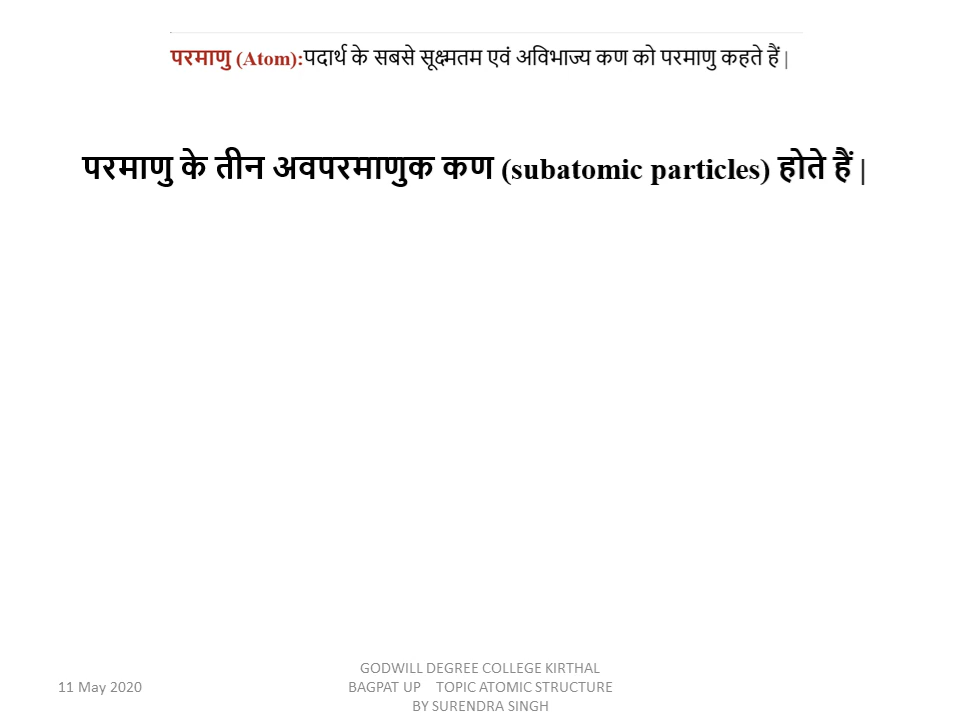 परमाणु (Atom):पदार्थ के सबसे सूक्ष्मतम एवं अविभाज्य कण को परमाणु कहते हैं |
परमाणु के तीन अवपरमाणुक कण (subatomic particles) होते हैं |
11 May 2020
GODWILL DEGREE COLLEGE KIRTHAL
BAGPAT UP TOPIC ATOMIC STRUCTURE
BY SURENDRA SINGH